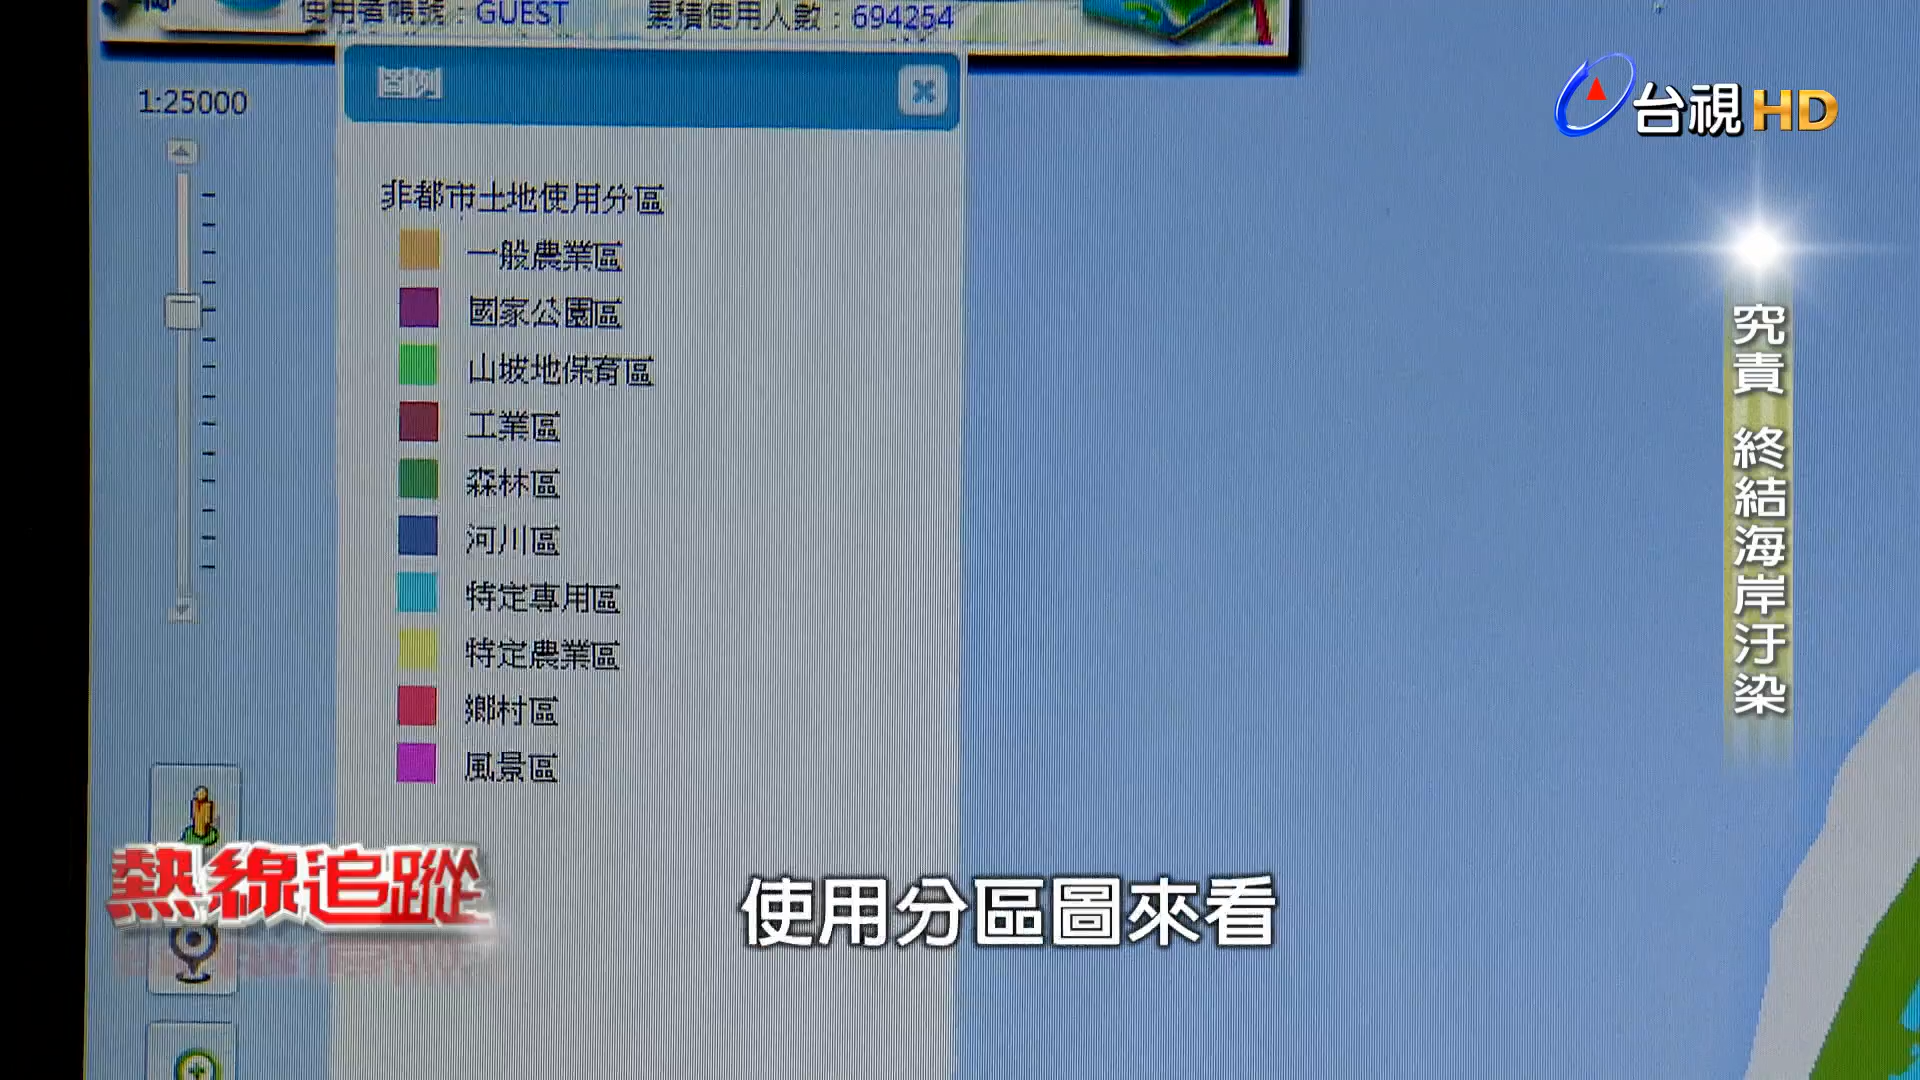 使用者帳號：GUEST 累積使用人數：694254
圖例
1:25000
台視HD
非都市土地使用分區
一般農業區
國家公園區
山坡地保育區
工業區
森林區
河川區
特定專用區
特定農業區
鄉村區
風景區
究責 終結海岸汙染
熱線追蹤
使用分區圖來看